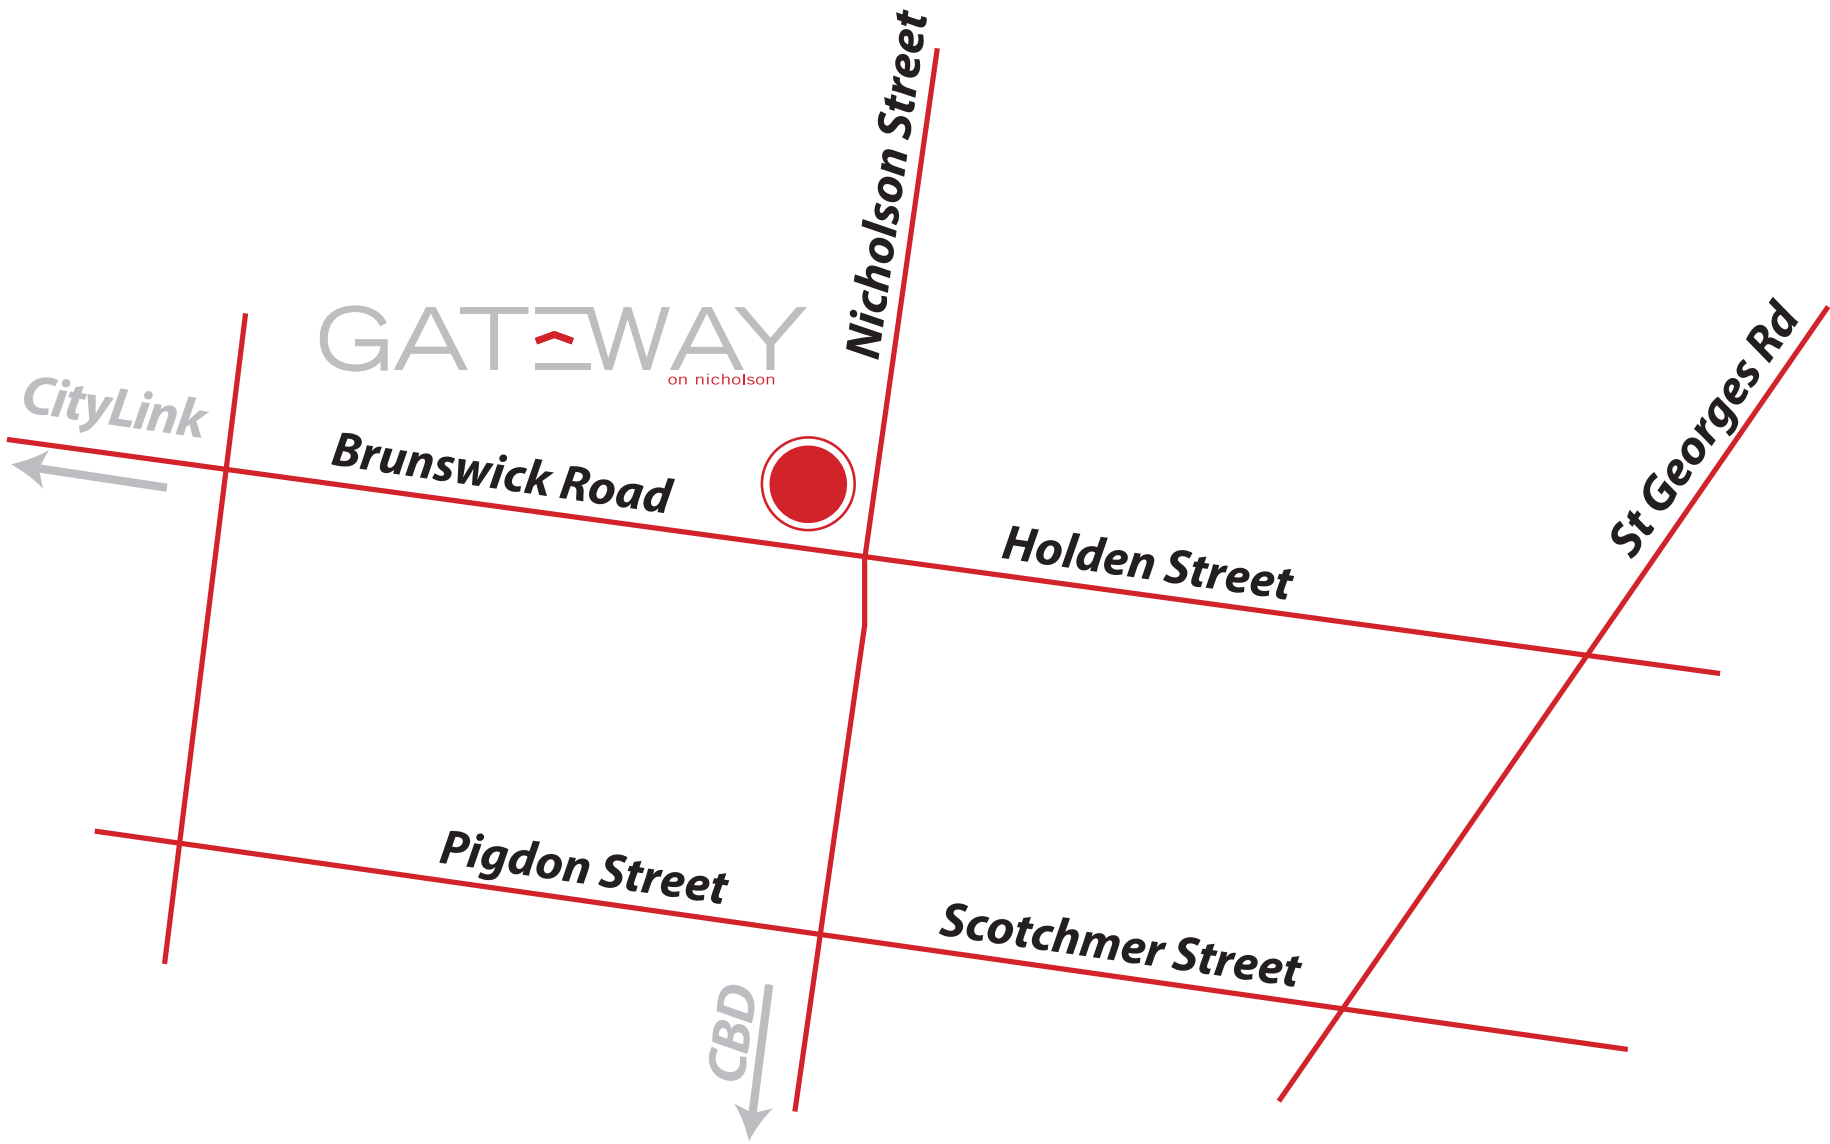 Nicholson Street
GATEWAY
on nicholson
CityLink
Brunswick Road
St Georges Rd
Holden Street
Pigdon Street
Scotchmer Street
CBD